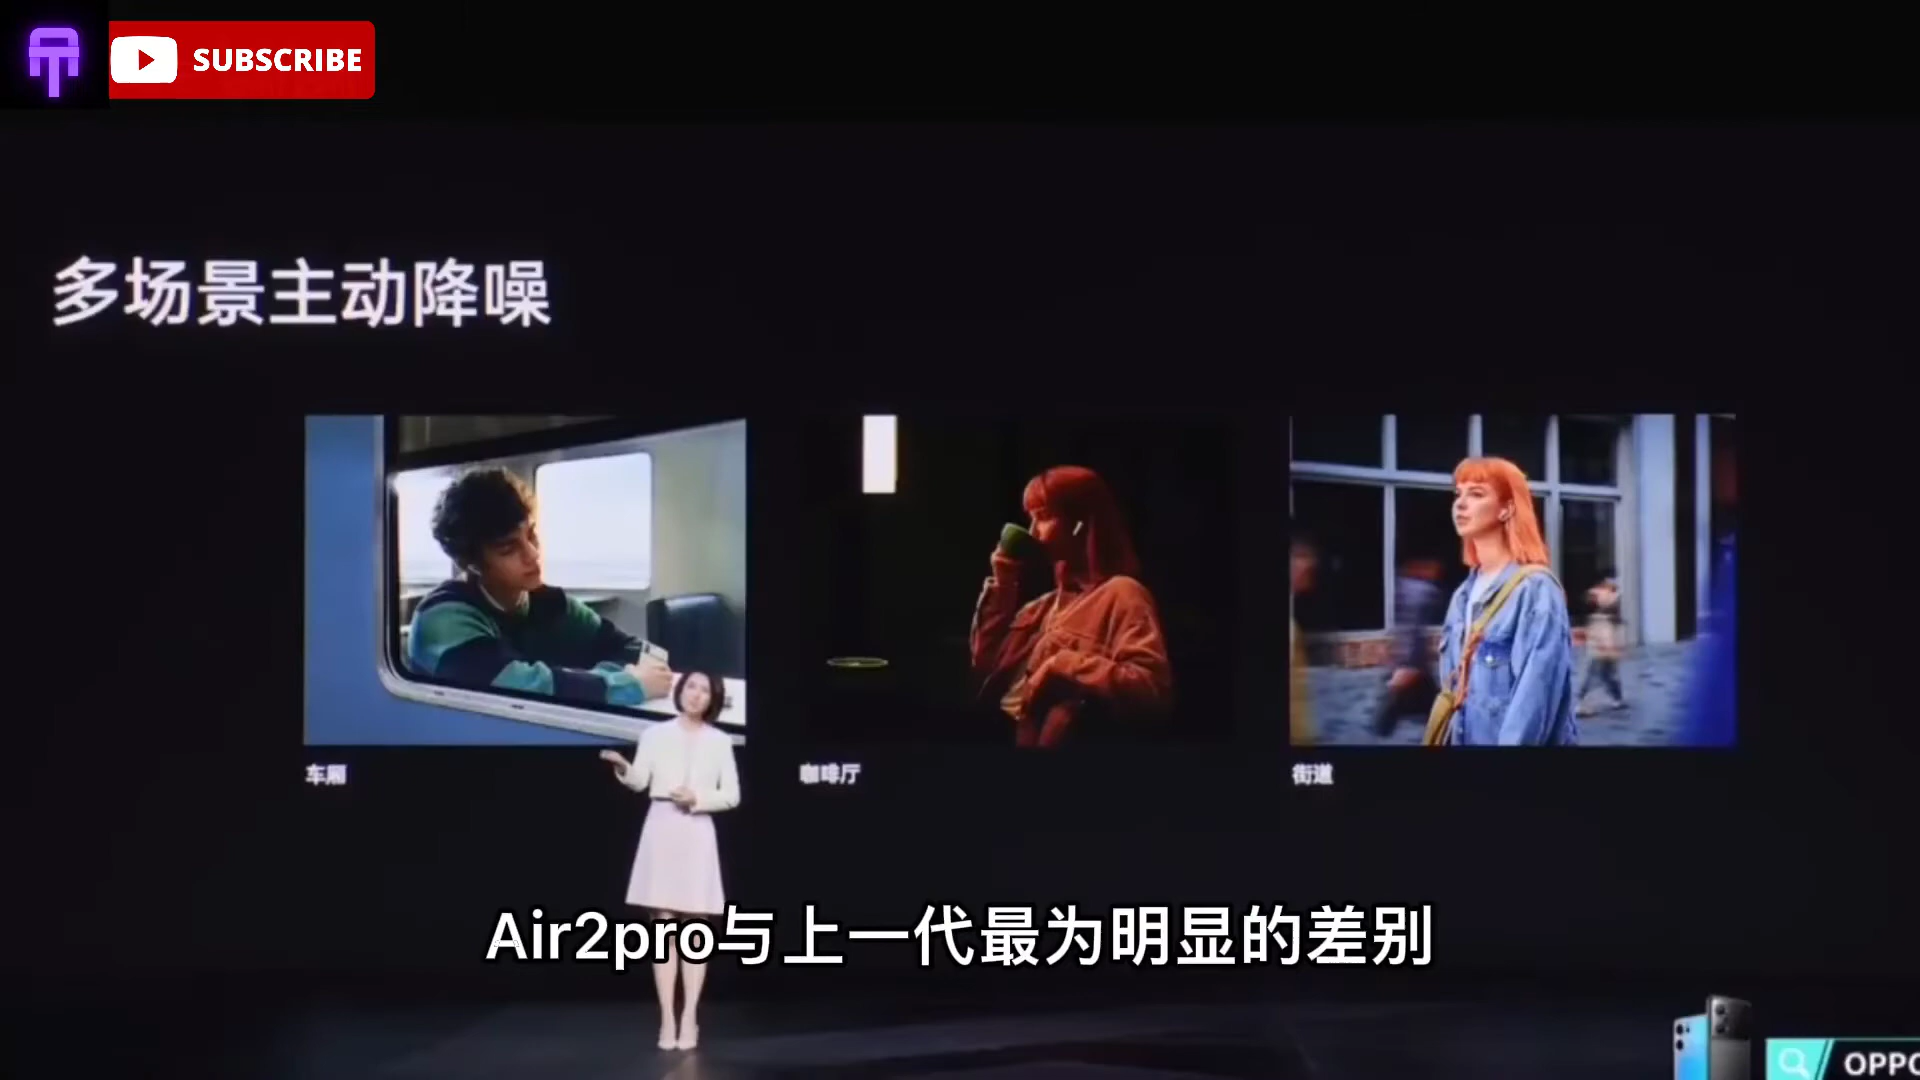 SUBSCRIBE
多场景主动降噪
车厢
咖啡厅
街道
Air2pro与上一代最为明显的差别
OPPO